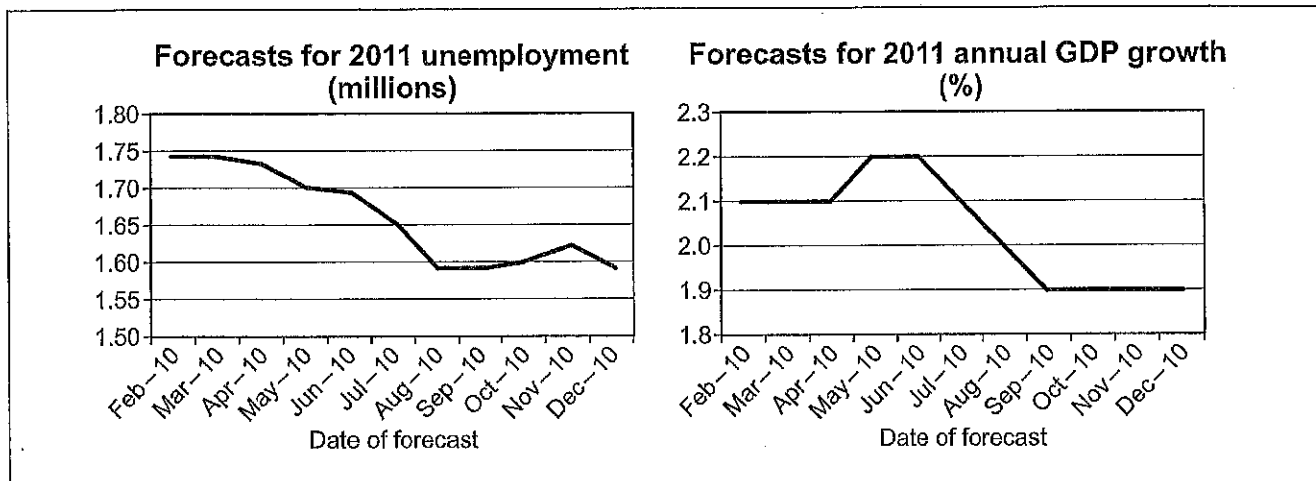 Forecasts for 2011 unemployment
(millions)
1.80
1.75
1.70
1.65
1.60
1.55
1.50
Feb–10
Mar–10
Apr–10
May–10
Jun–10
Jul–10
Aug–10
Sep–10
Oct–10
Nov–10
Dec–10
Date of forecast
Forecasts for 2011 annual GDP growth
(%)
2.3
2.2
2.1
2.0
1.9
1.8
Feb–10
Mar–10
Apr–10
May–10
Jun–10
Jul–10
Aug–10
Sep–10
Oct–10
Nov–10
Dec–10
Date of forecast